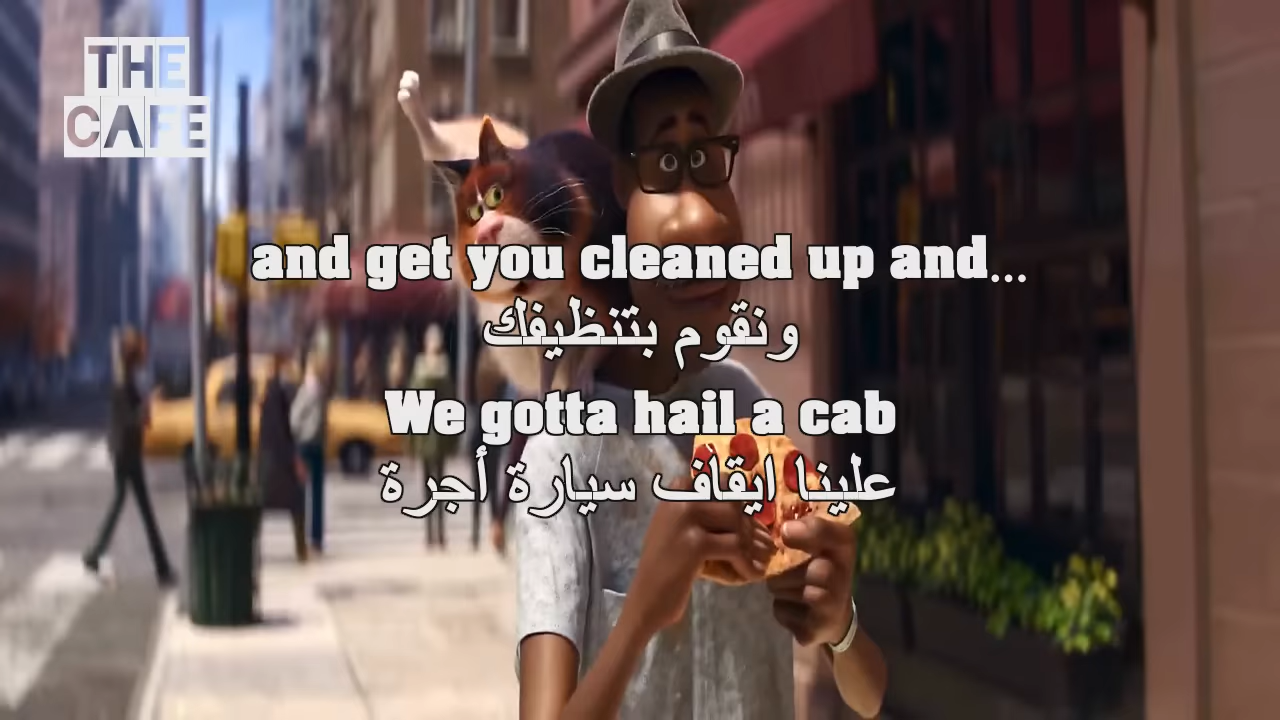 THE
CAFE
and get you cleaned up and...
ونقوم بتنظيفك
We gotta hail a cab
علينا ايقاف سيارة أجرة